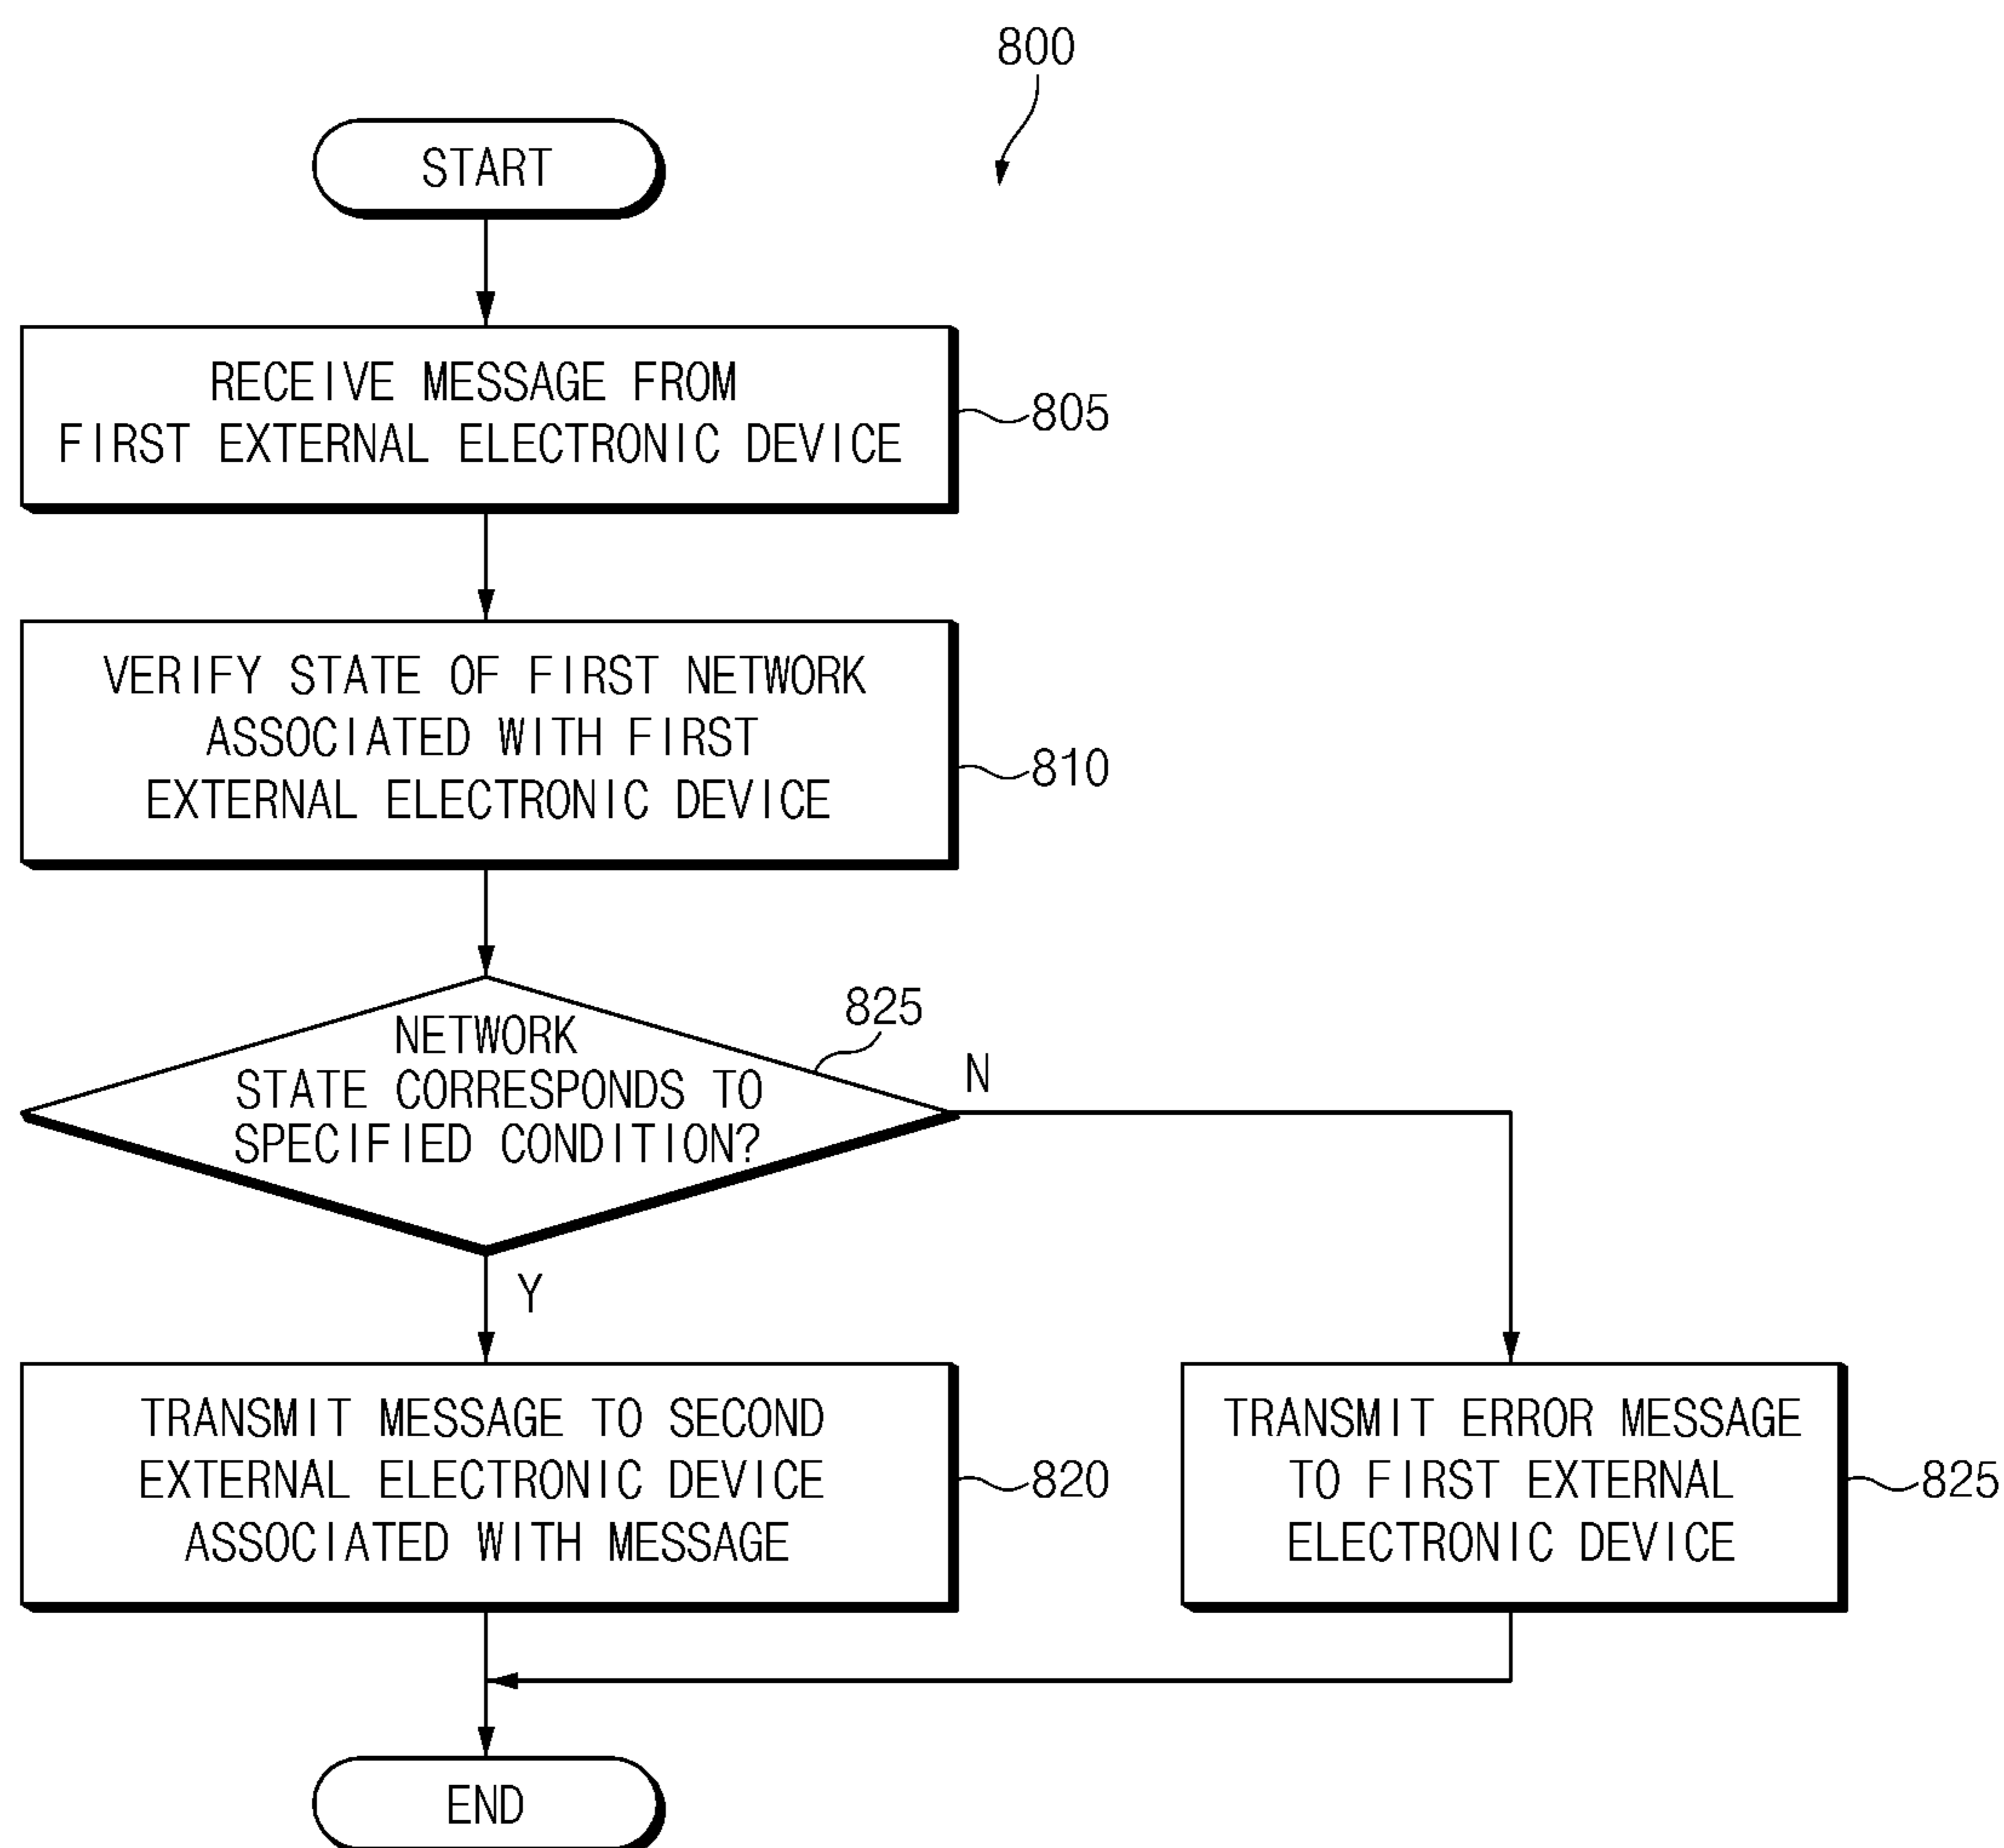 800
START
RECEIVE MESSAGE FROM
FIRST EXTERNAL ELECTRONIC DEVICE
805
VERIFY STATE OF FIRST NETWORK
ASSOCIATED WITH FIRST
EXTERNAL ELECTRONIC DEVICE
810
NETWORK
STATE CORRESPONDS TO
SPECIFIED CONDITION?
825
N
Y
TRANSMIT MESSAGE TO SECOND
EXTERNAL ELECTRONIC DEVICE
ASSOCIATED WITH MESSAGE
820
TRANSMIT ERROR MESSAGE
TO FIRST EXTERNAL
ELECTRONIC DEVICE
825
END